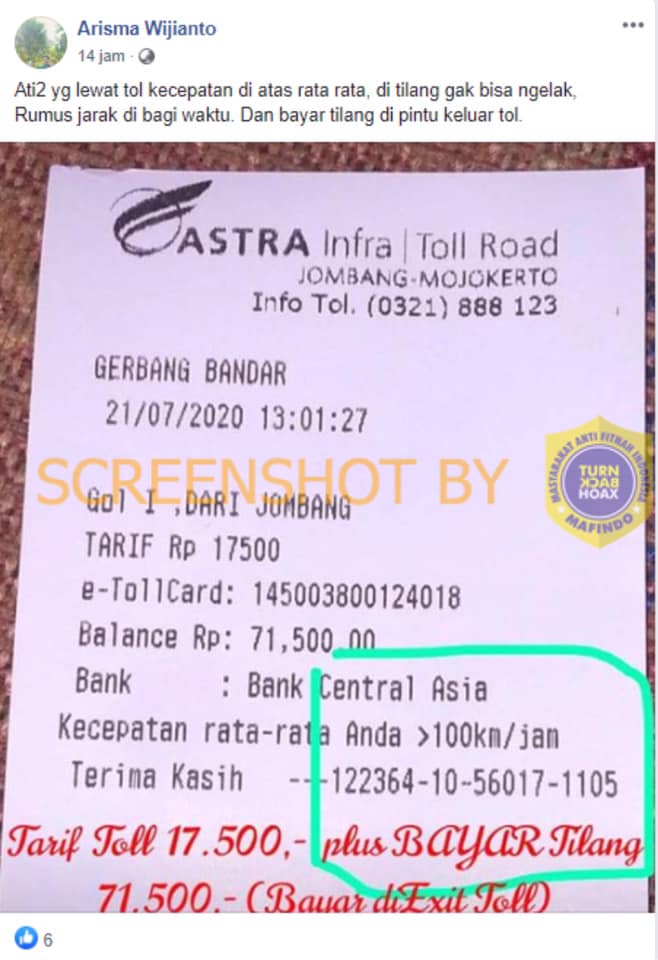 Arisma Wijianto
14 jam ·
Ati2 yg lewat tol kecepatan di atas rata rata, di tilang gak bisa ngelak,
Rumus jarak di bagi waktu. Dan bayar tilang di pintu keluar tol.
ASTRA Infra | Toll Road
JOMBANG-MOJOKERTO
Info Tol. (0321) 888 123
GERBANG BANDAR
21/07/2020 13:01:27
SCREENSHOT BY
MASYARAKAT ANTI FITNAH INDONESIA
TURN
BACK
HOAX
MAFINDO
Gol I ,DARI JOMBANG
TARIF Rp 17500
e-TollCard: 145003800124018
Balance Rp: 71,500.00
Bank : Bank Central Asia
Kecepatan rata-rata Anda >100km/jam
Terima Kasih ---122364-10-56017-1105
Tarif Toll 17.500,- plus BAYAR Tilang
71.500.- (Bayar diExit Toll)
6